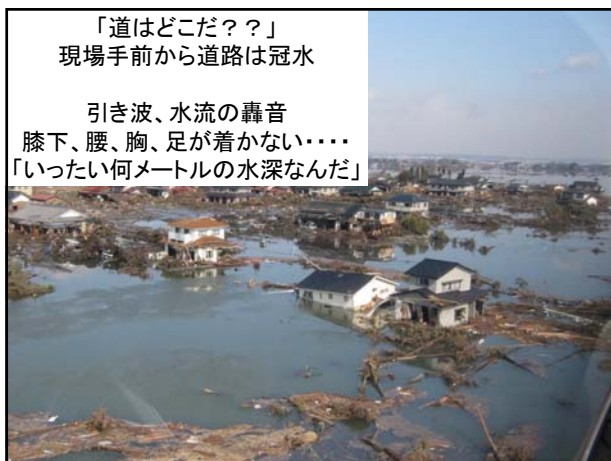 「道はどこだ？？」
現場手前から道路は冠水
引き波、水流の轟音
膝下、腰、胸、足が着かない・・・・
「いったい何メートルの水深なんだ」